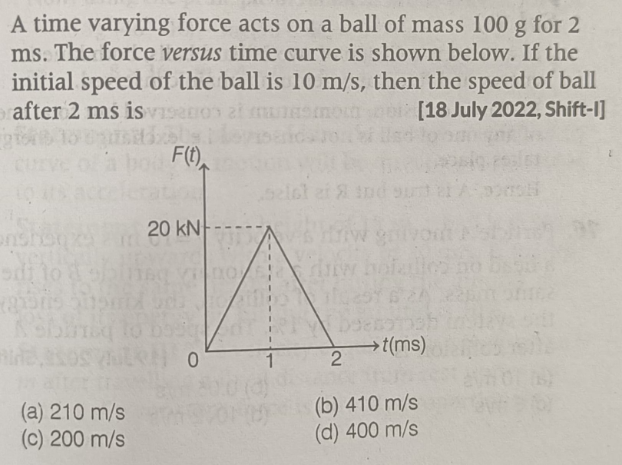 A time varying force acts on a ball of mass 100 g for 2
ms. The force versus time curve is shown below. If the
initial speed of the ball is 10 m/s, then the speed of ball
after 2 ms is [18 July 2022, Shift-I]
F(t)
20 kN
0 1 2 t(ms)
(a) 210 m/s (b) 410 m/s
(c) 200 m/s (d) 400 m/s